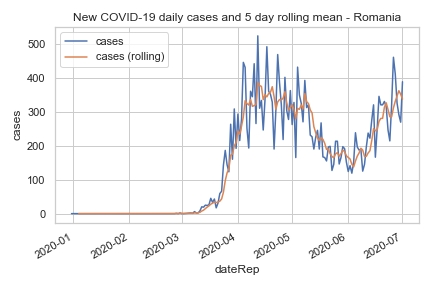 New COVID-19 daily cases and 5 day rolling mean - Romania
cases
cases (rolling)
500
400
300
200
100
0
cases
2020-01
2020-02
2020-03
2020-04
2020-05
2020-06
2020-07
dateRep